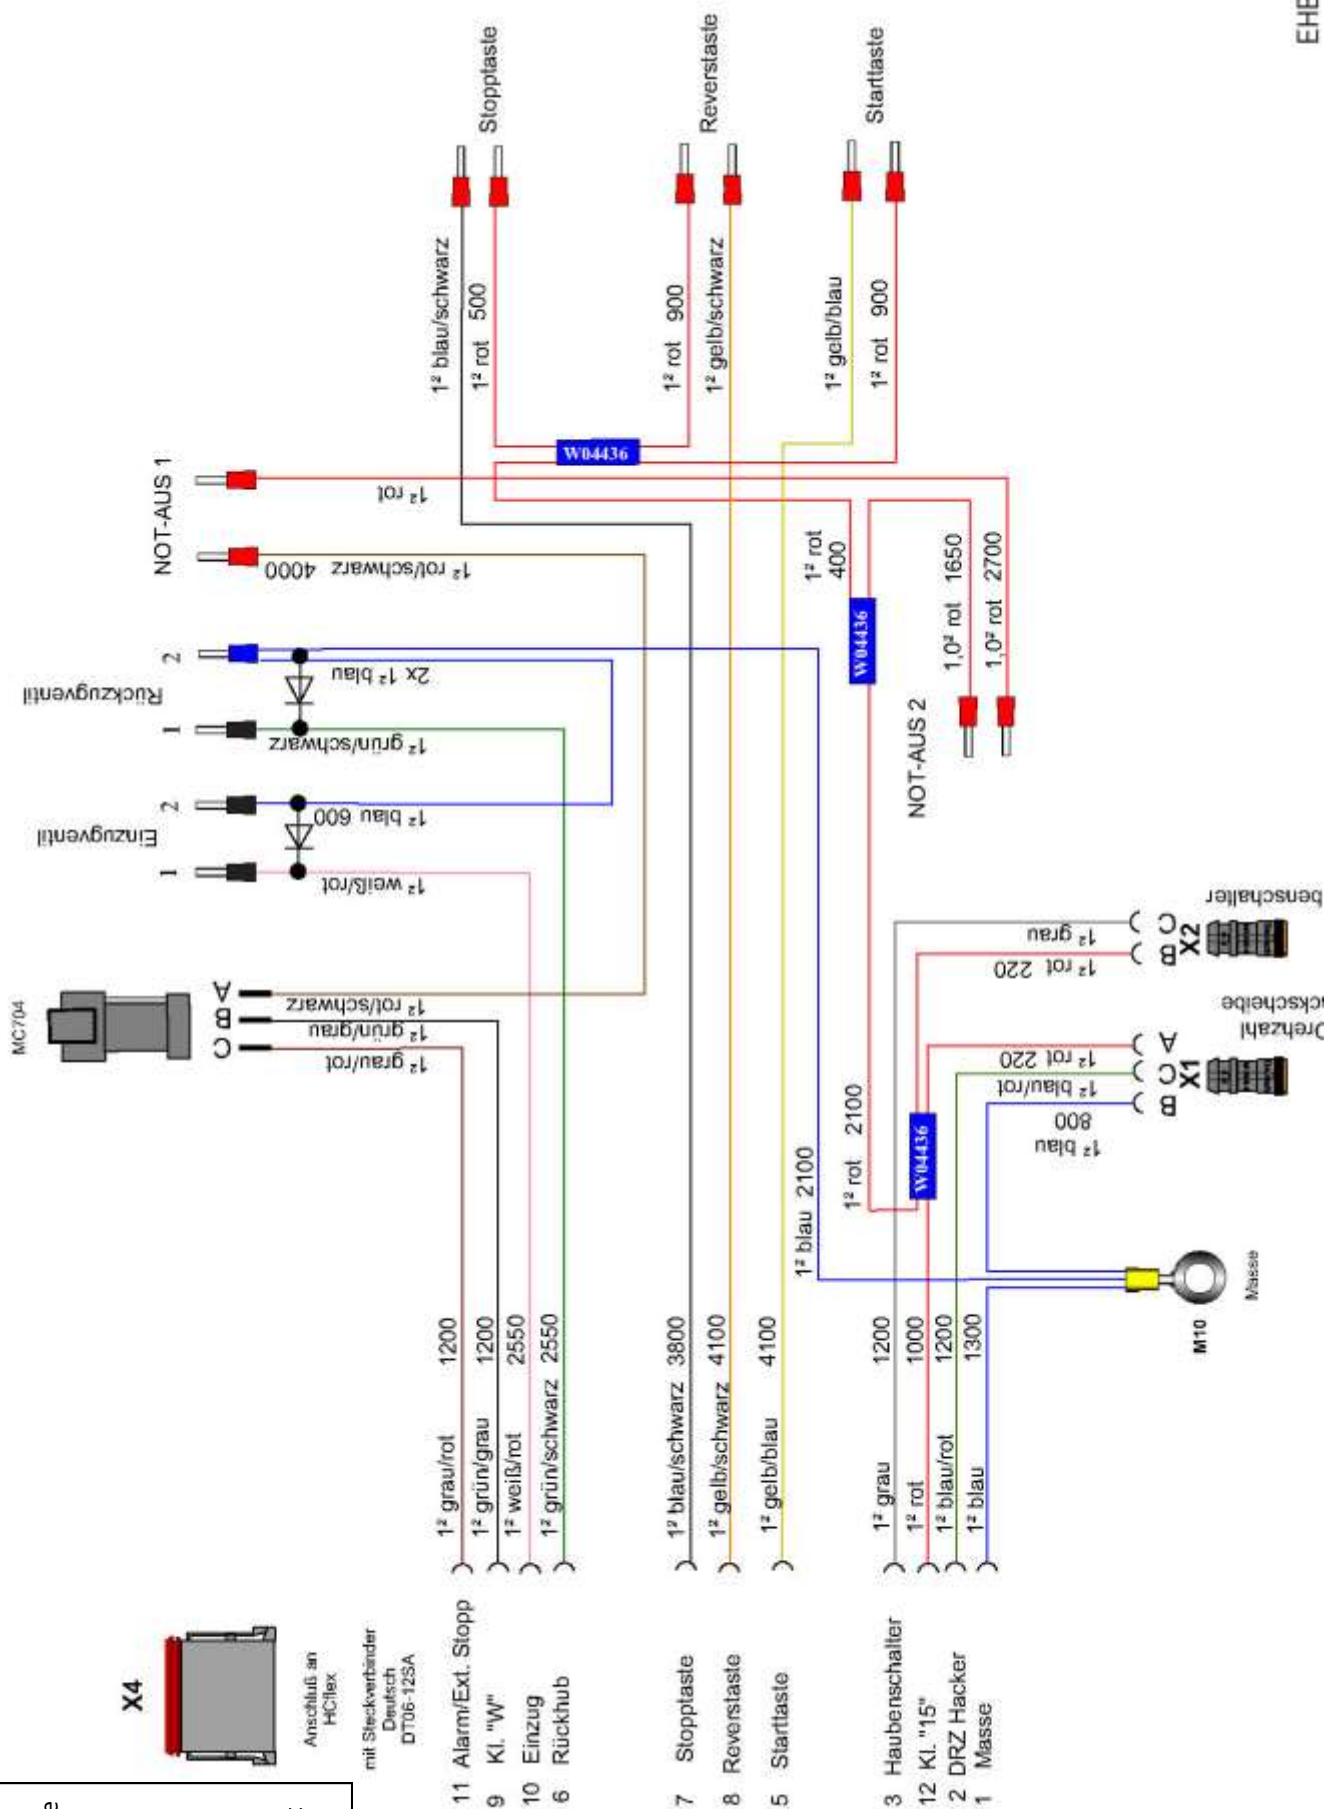 X4
Anschluß an
HCflex
mit Steckverbinder
Deutsch
DT06-12SA
11 Alarm/Ext. Stopp
9 Kl. "W"
10 Einzug
6 Rückhub
7 Stopptaste
8 Reverstaste
5 Starttaste
3 Haubenschalter
12 Kl. "15"
2 DRZ Hacker
1 Masse
1² grau/rot 1200
1² grün/grau 1200
1² weiß/rot 2550
1² grün/schwarz 2550
1² blau/schwarz 3800
1² gelb/schwarz 4100
1² gelb/blau 4100
1² grau 1200
1² rot 1000
1² blau/rot 1200
1² blau 1300
MC704
C B A
1² grau/rot
1² grün/grau
1² rot/schwarz
Einzugventil
1 2
1² weiß/rot
1² blau 600
Rückzugventil
1 2
1² grün/schwarz
2x 1² blau
NOT-AUS 1
1² rot/schwarz 4000
1² rot
1² blau/schwarz
1² rot 500
Stopptaste
W04436
1² rot 900
1² gelb/schwarz
Reverstaste
1² gelb/blau
1² rot 900
Starttaste
1² rot
400
W04436
1,0² rot 1650
1,0² rot 2700
NOT-AUS 2
1² blau 2100
1² rot 2100
W04436
1² grau
1² rot 220
B C
X2
benschalter
1² rot 220
1² blau/rot
1² blau
800
B C A
X1
Drehzahl
ackscheibe
M10
Masse
EHE